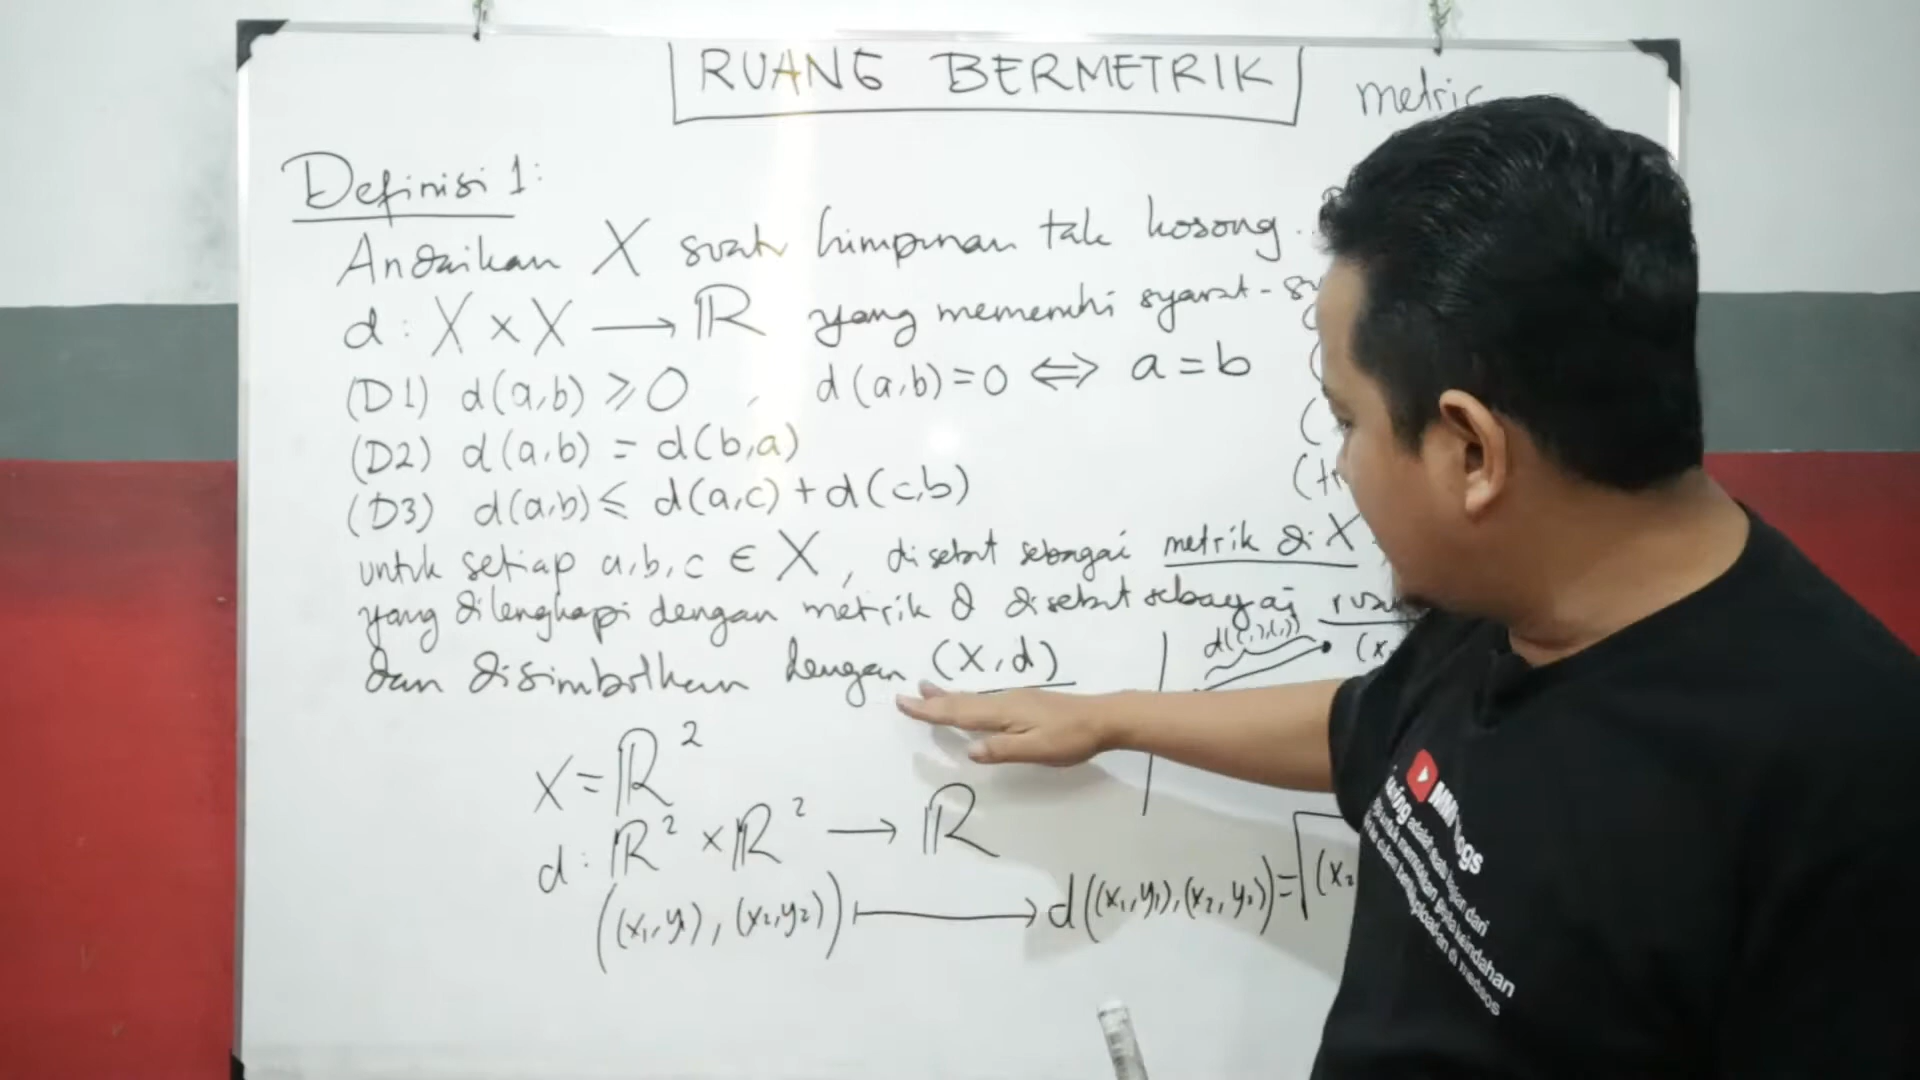 RUANG BERMETRIK
metric
Definisi 1:
Andaikan X suatu himpunan tak kosong.
d : X × X → ℝ yang memenuhi syarat-
(D1) d(a,b) ≥ 0 , d(a,b) = 0 ⇔ a = b
(D2) d(a,b) = d(b,a)
(D3) d(a,b) ≤ d(a,c) + d(c,b)
untuk setiap a,b,c ∈ X, disebut sebagai metrik di X
yang dilengkapi dengan metrik d disebut sebagai
dan disimbolkan dengan (X,d)
d((,),(,))
(x,
X = ℝ²
d : ℝ² × ℝ² → ℝ
((x₁,y₁), (x₂,y₂)) ⟼ d((x₁,y₁),(x₂,y₂)) = √(x₂